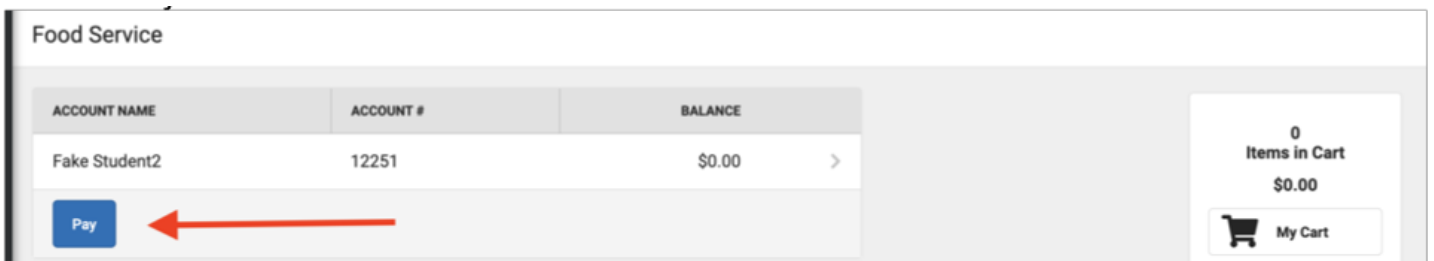 Food Service
ACCOUNT NAME ACCOUNT # BALANCE
Fake Student2 12251 $0.00
Pay
0
Items in Cart
$0.00
My Cart